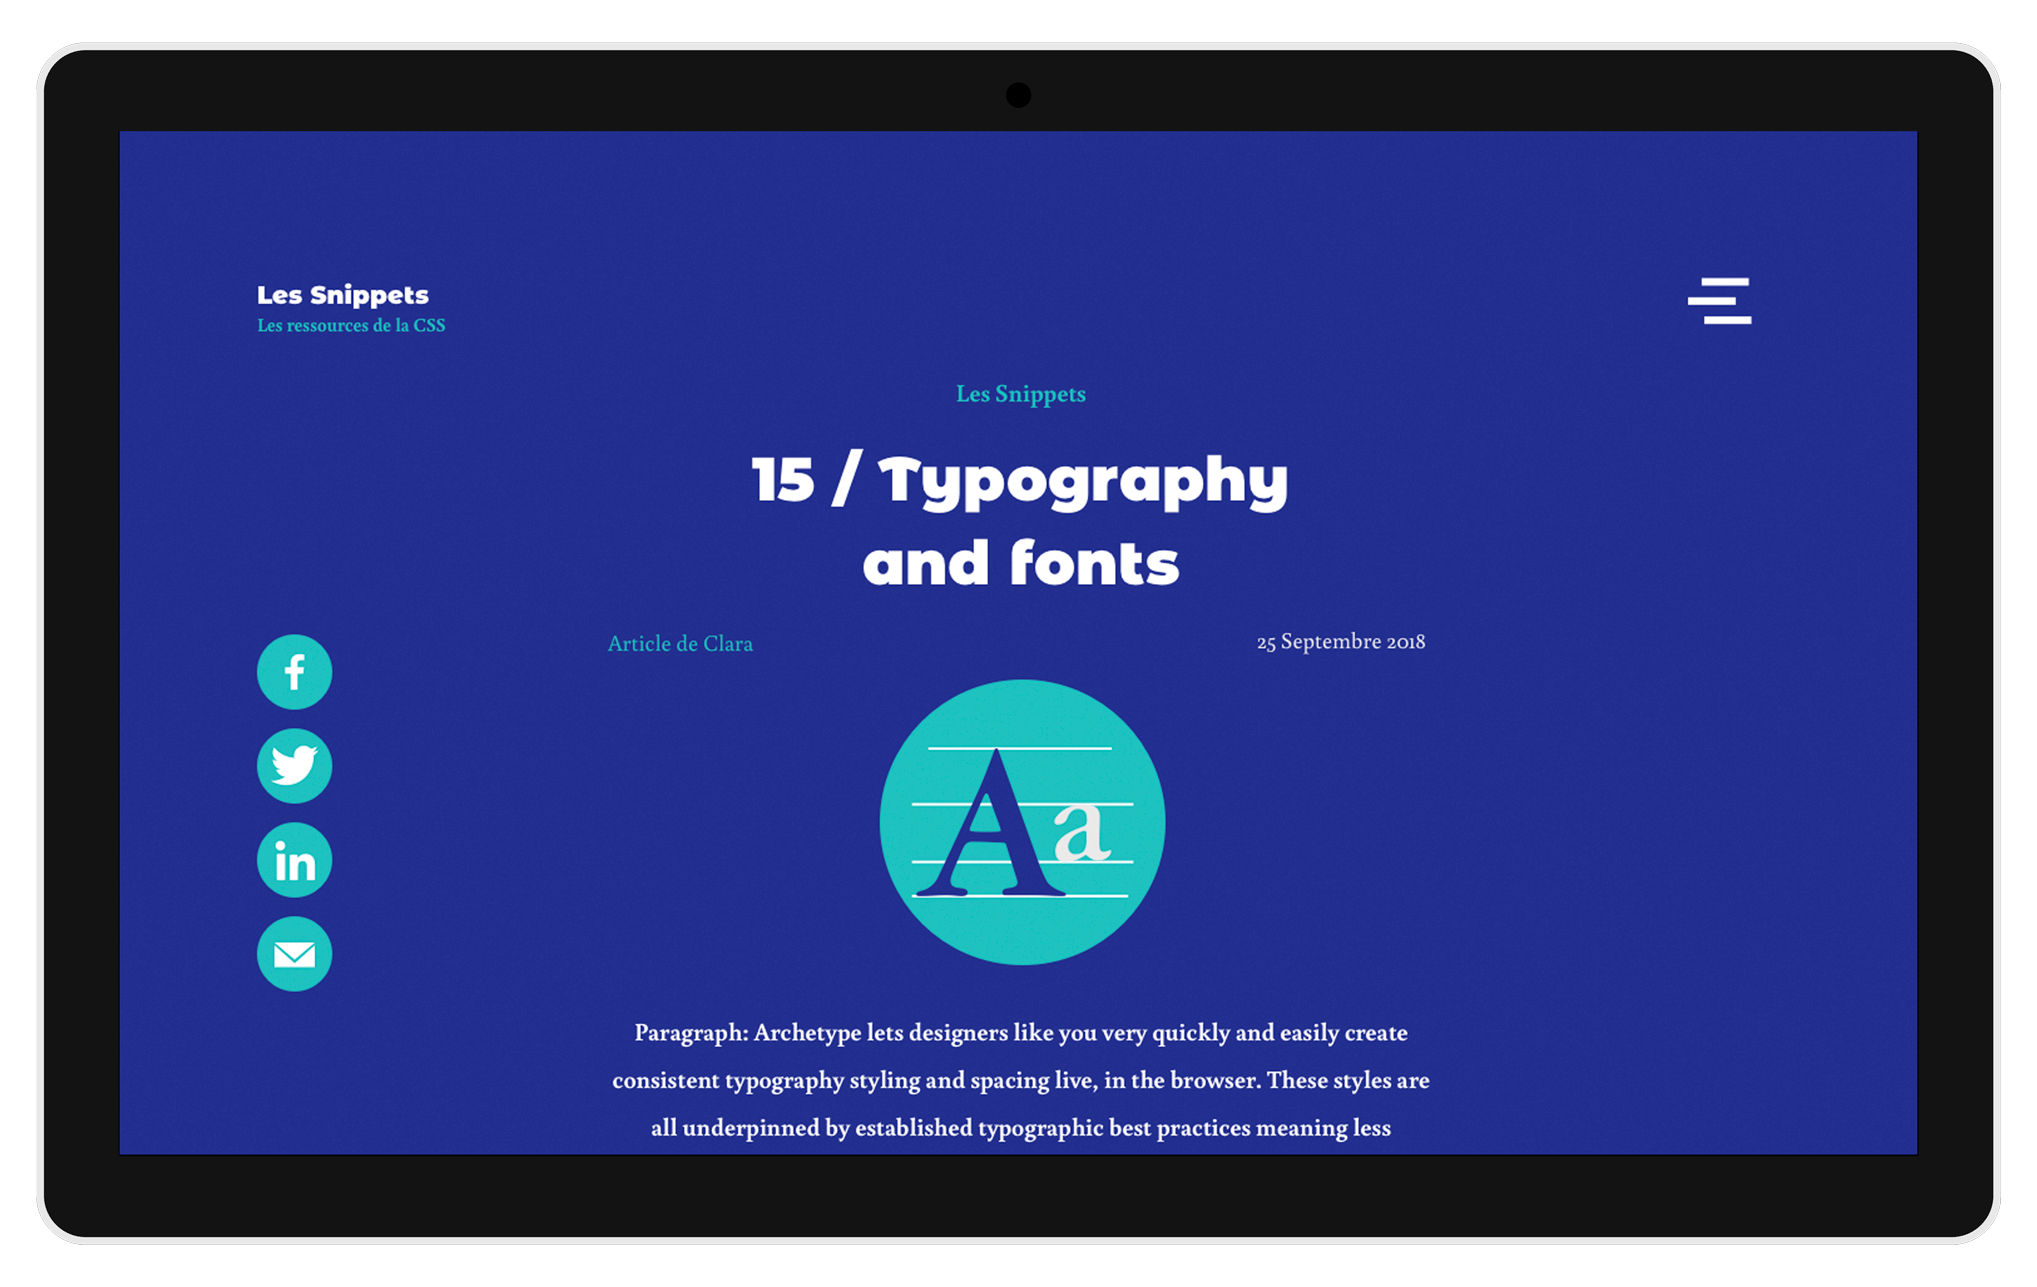 Les Snippets
Les ressources de la CSS
Les Snippets
15 / Typography
and fonts
Article de Clara
25 Septembre 2018
f
in
Aa
Paragraph: Archetype lets designers like you very quickly and easily create
consistent typography styling and spacing live, in the browser. These styles are
all underpinned by established typographic best practices meaning less